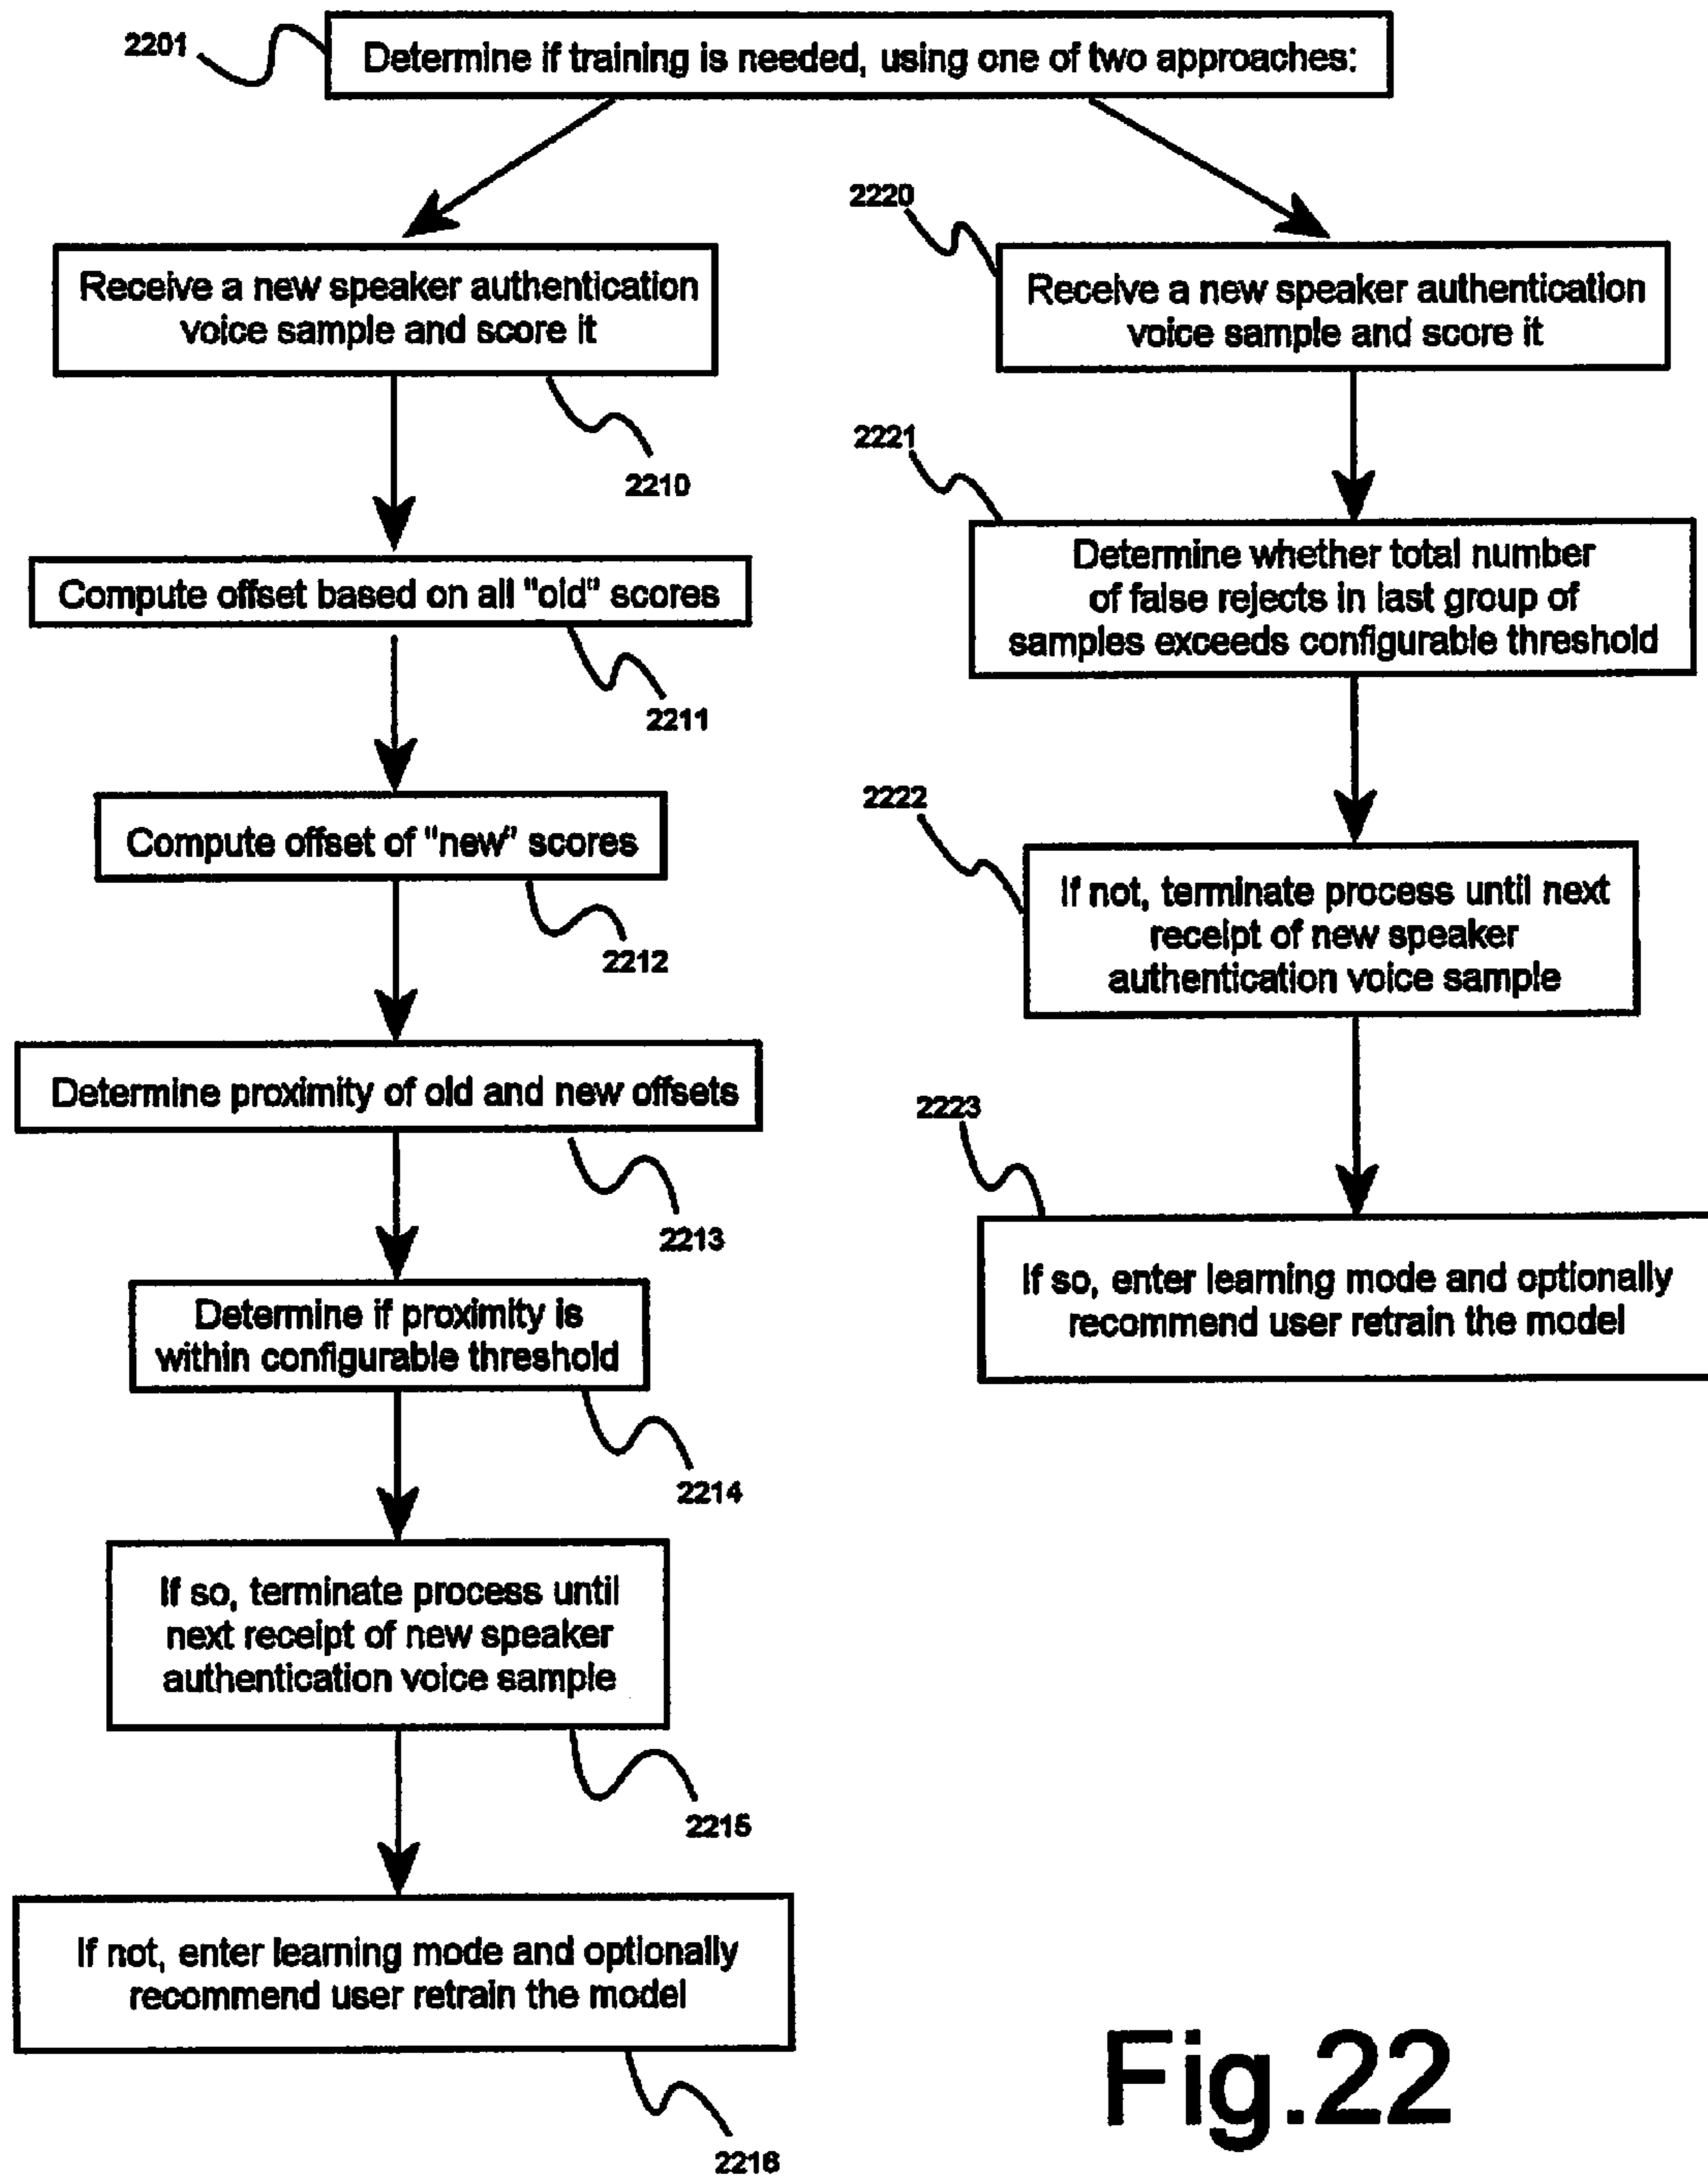 2201
Determine if training is needed, using one of two approaches:
Receive a new speaker authentication
voice sample and score it
2210
Compute offset based on all "old" scores
2211
Compute offset of "new" scores
2212
Determine proximity of old and new offsets
2213
Determine if proximity is
within configurable threshold
2214
If so, terminate process until
next receipt of new speaker
authentication voice sample
2215
If not, enter learning mode and optionally
recommend user retrain the model
2216
2220
Receive a new speaker authentication
voice sample and score it
2221
Determine whether total number
of false rejects in last group of
samples exceeds configurable threshold
2222
If not, terminate process until next
receipt of new speaker
authentication voice sample
2223
If so, enter learning mode and optionally
recommend user retrain the model
Fig.22